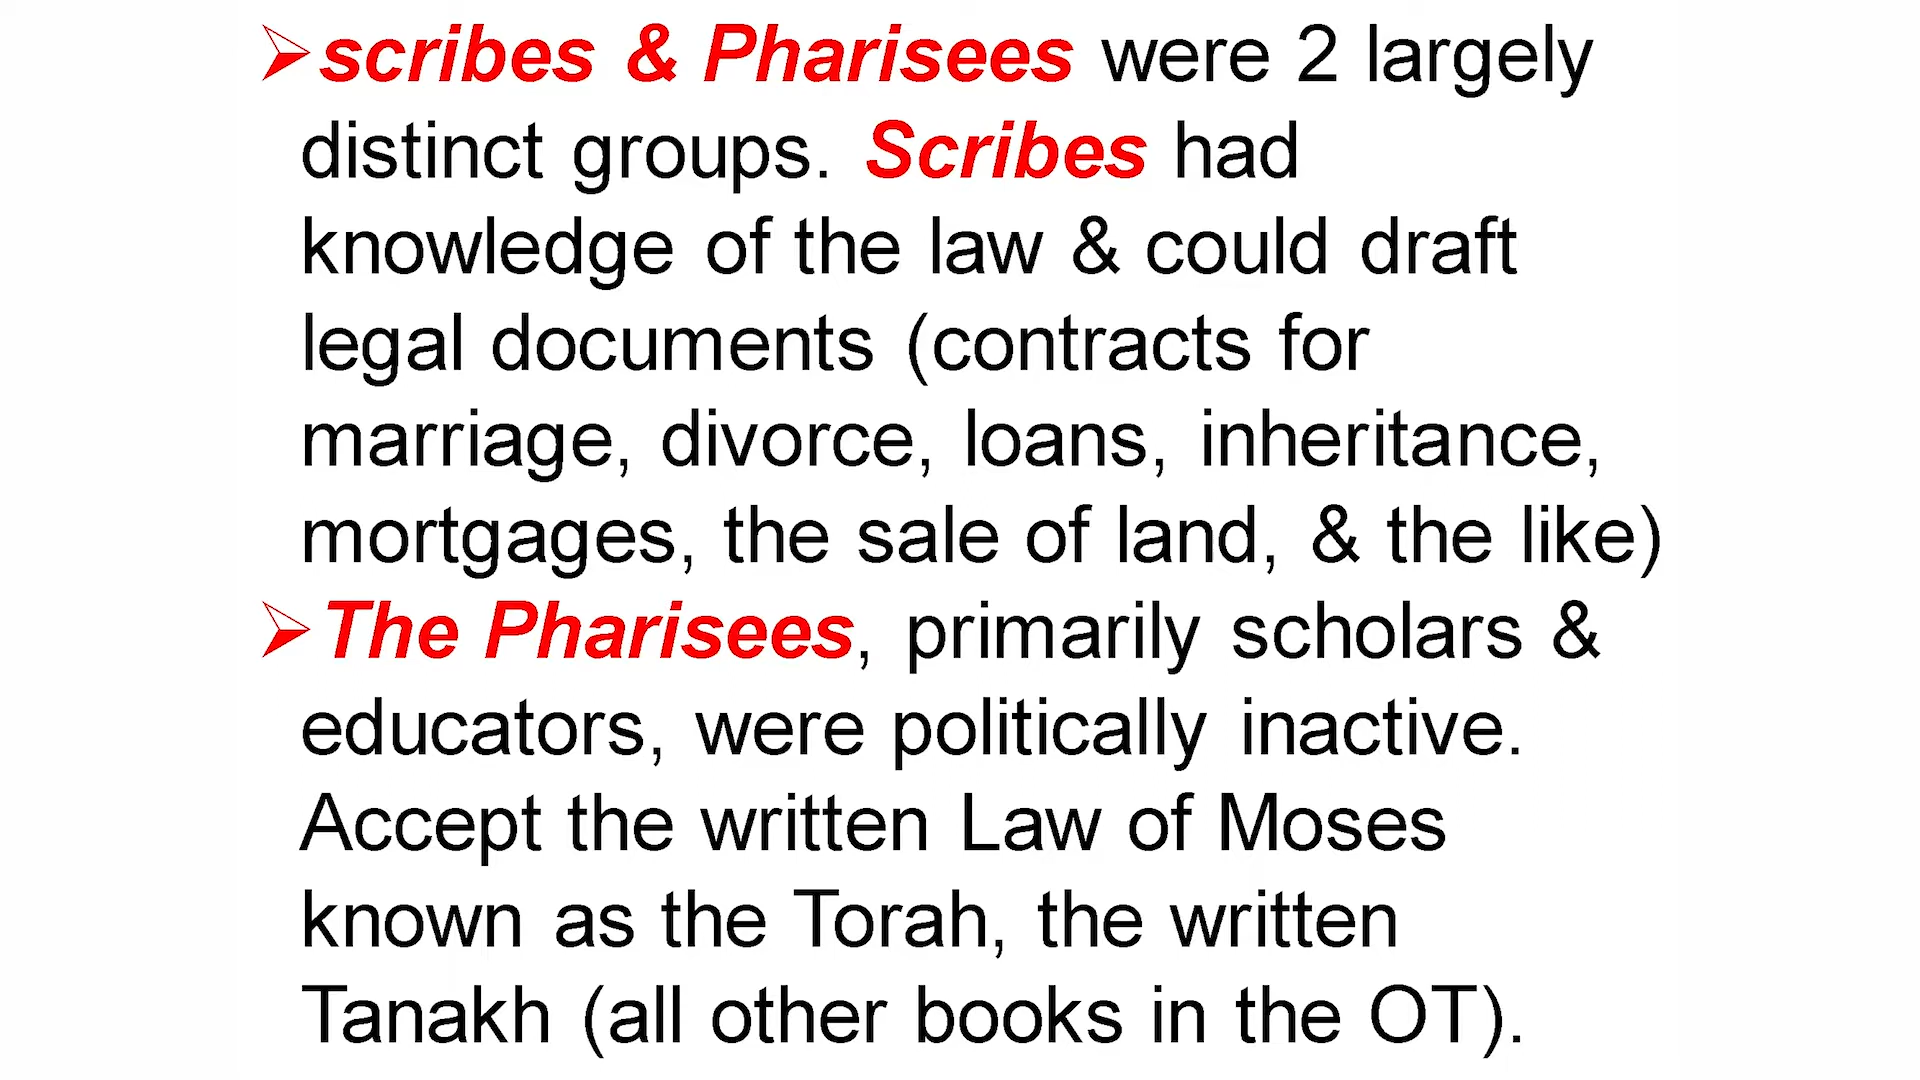 ➢scribes & Pharisees were 2 largely
distinct groups. Scribes had
knowledge of the law & could draft
legal documents (contracts for
marriage, divorce, loans, inheritance,
mortgages, the sale of land, & the like)
➢The Pharisees, primarily scholars &
educators, were politically inactive.
Accept the written Law of Moses
known as the Torah, the written
Tanakh (all other books in the OT).